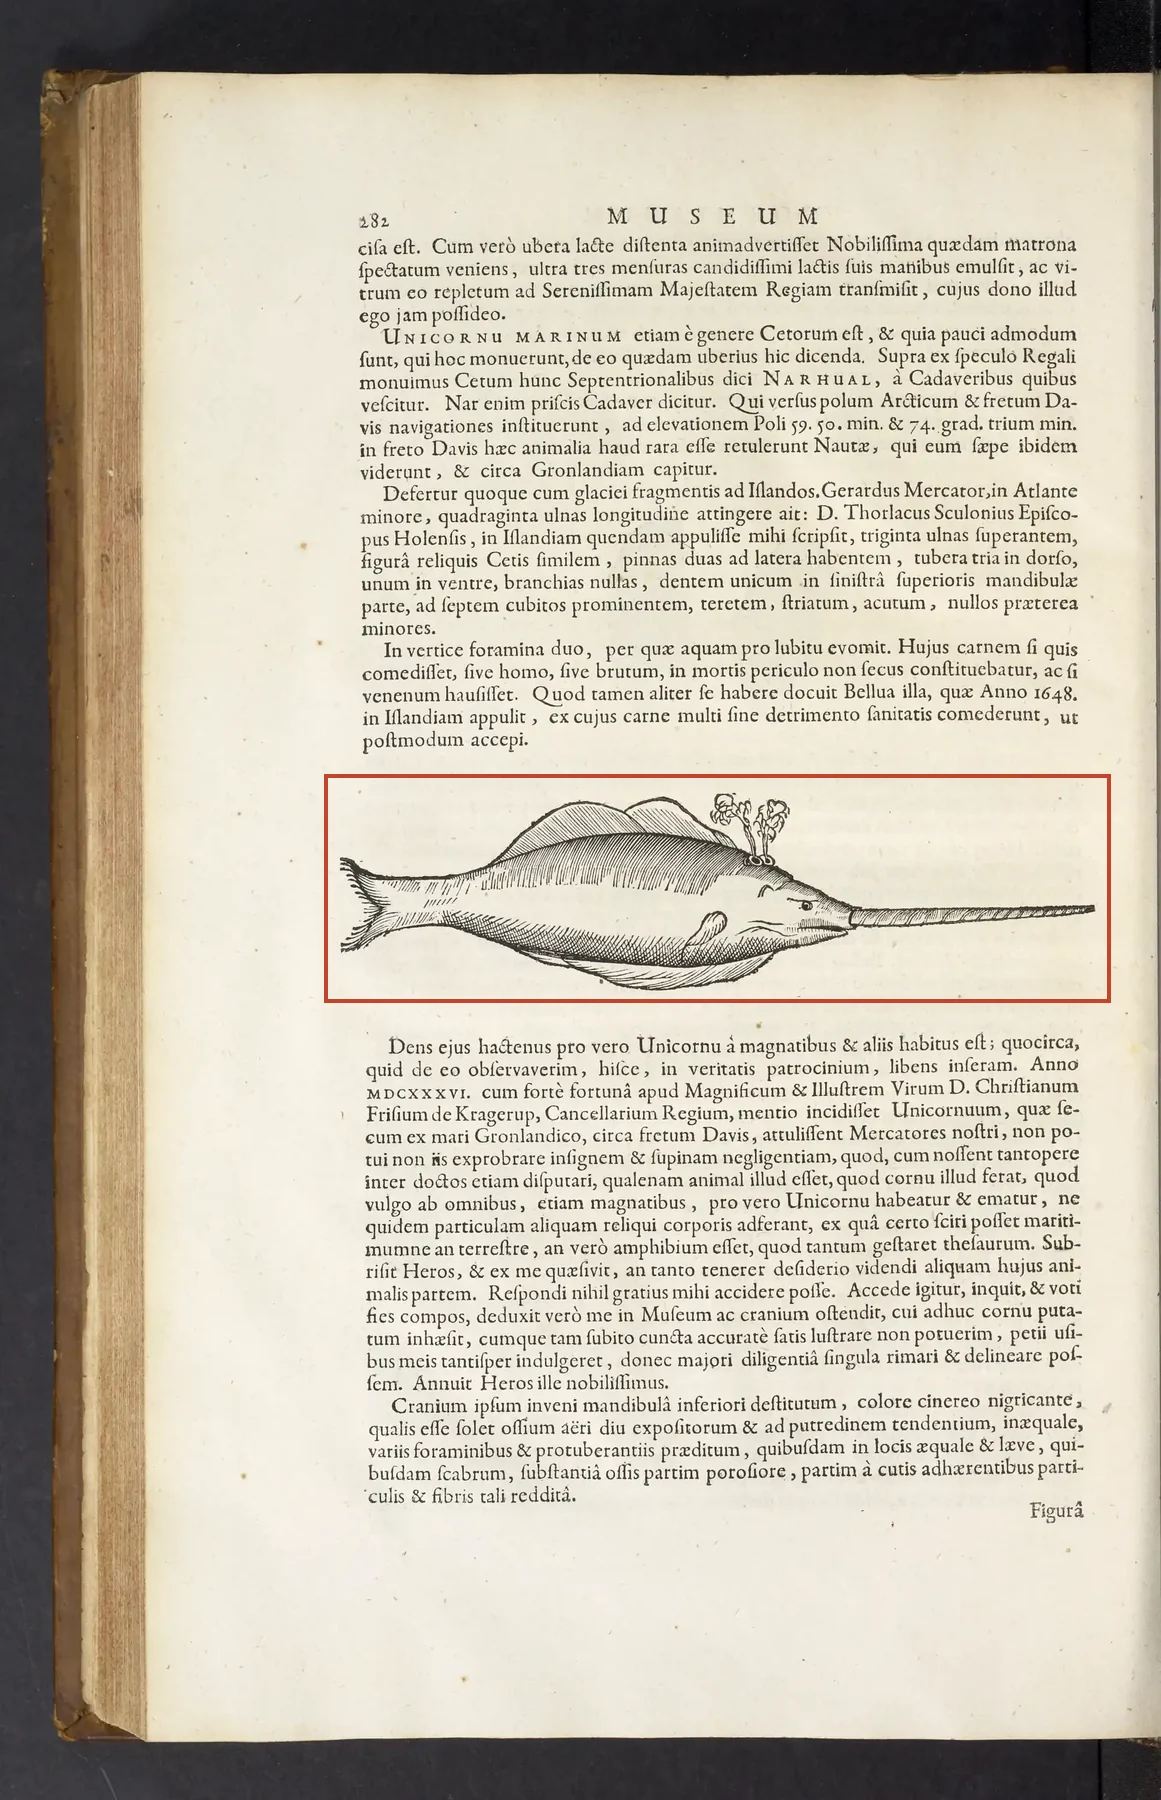 282 MUSEUM
ciſa eſt. Cum verò ubera lacte diſtenta animadvertiſſet Nobiliſſima quædam matrona
ſpectatum veniens, ultra tres menſuras candidiſſimi lactis ſuis manibus emulſit, ac vi-
trum eo repletum ad Sereniſſimam Majeſtatem Regiam tranſmiſit, cujus dono illud
ego jam poſſideo.
UNICORNU MARINUM etiam è genere Cetorum eſt, & quia pauci admodum
ſunt, qui hoc monuerunt, de eo quædam uberius hic dicenda. Supra ex ſpeculo Regali
monuimus Cetum hunc Septentrionalibus dici NARHUAL, à Cadaveribus quibus
veſcitur. Nar enim priſcis Cadaver dicitur. Qui verſus polum Arcticum & fretum Da-
vis navigationes inſtituerunt, ad elevationem Poli 59. 50. min. & 74. grad. trium min.
in freto Davis hæc animalia haud rara eſſe retulerunt Nautæ, qui eum ſæpe ibidem
viderunt, & circa Gronlandiam capitur.
Defertur quoque cum glaciei fragmentis ad Iſlandos. Gerardus Mercator, in Atlante
minore, quadraginta ulnas longitudine attingere ait: D. Thorlacus Sculonius Epiſco-
pus Holenſis, in Iſlandiam quendam appuliſſe mihi ſcripſit, triginta ulnas ſuperantem,
figurâ reliquis Cetis ſimilem, pinnas duas ad latera habentem, tubera tria in dorſo,
unum in ventre, branchias nullas, dentem unicum in ſiniſtrâ ſuperioris mandibulæ
parte, ad ſeptem cubitos prominentem, teretem, ſtriatum, acutum, nullos præterea
minores.
In vertice foramina duo, per quæ aquam pro lubitu evomit. Hujus carnem ſi quis
comediſſet, ſive homo, ſive brutum, in mortis periculo non ſecus conſtituebatur, ac ſi
venenum hauſiſſet. Quod tamen aliter ſe habere docuit Bellua illa, quæ Anno 1648.
in Iſlandiam appulit, ex cujus carne multi ſine detrimento ſanitatis comederunt, ut
poſtmodum accepi.
Dens ejus hactenus pro vero Unicornu à magnatibus & aliis habitus eſt; quocirca,
quid de eo obſervaverim, hiſce, in veritatis patrocinium, libens inſeram. Anno
MDCXXXVI. cum fortè fortunâ apud Magnificum & Illuſtrem Virum D. Chriſtianum
Friſium de Kragerup, Cancellarium Regium, mentio incidiſſet Unicornuum, quæ ſe-
cum ex mari Gronlandico, circa fretum Davis, attuliſſent Mercatores noſtri, non po-
tui non iis exprobrare inſignem & ſupinam negligentiam, quod, cum noſſent tantopere
inter doctos etiam diſputari, qualenam animal illud eſſet, quod cornu illud ferat, quod
vulgo ab omnibus, etiam magnatibus, pro vero Unicornu habeatur & ematur, ne
quidem particulam aliquam reliqui corporis adferant, ex quâ certo ſciri poſſet mariti-
mumne an terreſtre, an verò amphibium eſſet, quod tantum geſtaret theſaurum. Sub-
riſit Heros, & ex me quæſivit, an tanto tenerer deſiderio videndi aliquam hujus ani-
malis partem. Reſpondi nihil gratius mihi accidere poſſe. Accede igitur, inquit, & voti
fies compos, deduxit verò me in Muſeum ac cranium oſtendit, cui adhuc cornu puta-
tum inhæſit, cumque tam ſubito cuncta accuratè ſatis luſtrare non potuerim, petii uſi-
bus meis tantiſper indulgeret, donec majori diligentiâ ſingula rimari & delineare poſ-
ſem. Annuit Heros ille nobiliſſimus.
Cranium ipſum inveni mandibulâ inferiori deſtitutum, colore cinereo nigricante,
qualis eſſe ſolet oſſium aëri diu expoſitorum & ad putredinem tendentium, inæquale,
variis foraminibus & protuberantiis præditum, quibuſdam in locis æquale & læve, qui-
buſdam ſcabrum, ſubſtantiâ oſſis partim poroſiore, partim à cutis adhærentibus parti-
culis & fibris tali redditâ.
Figurâ